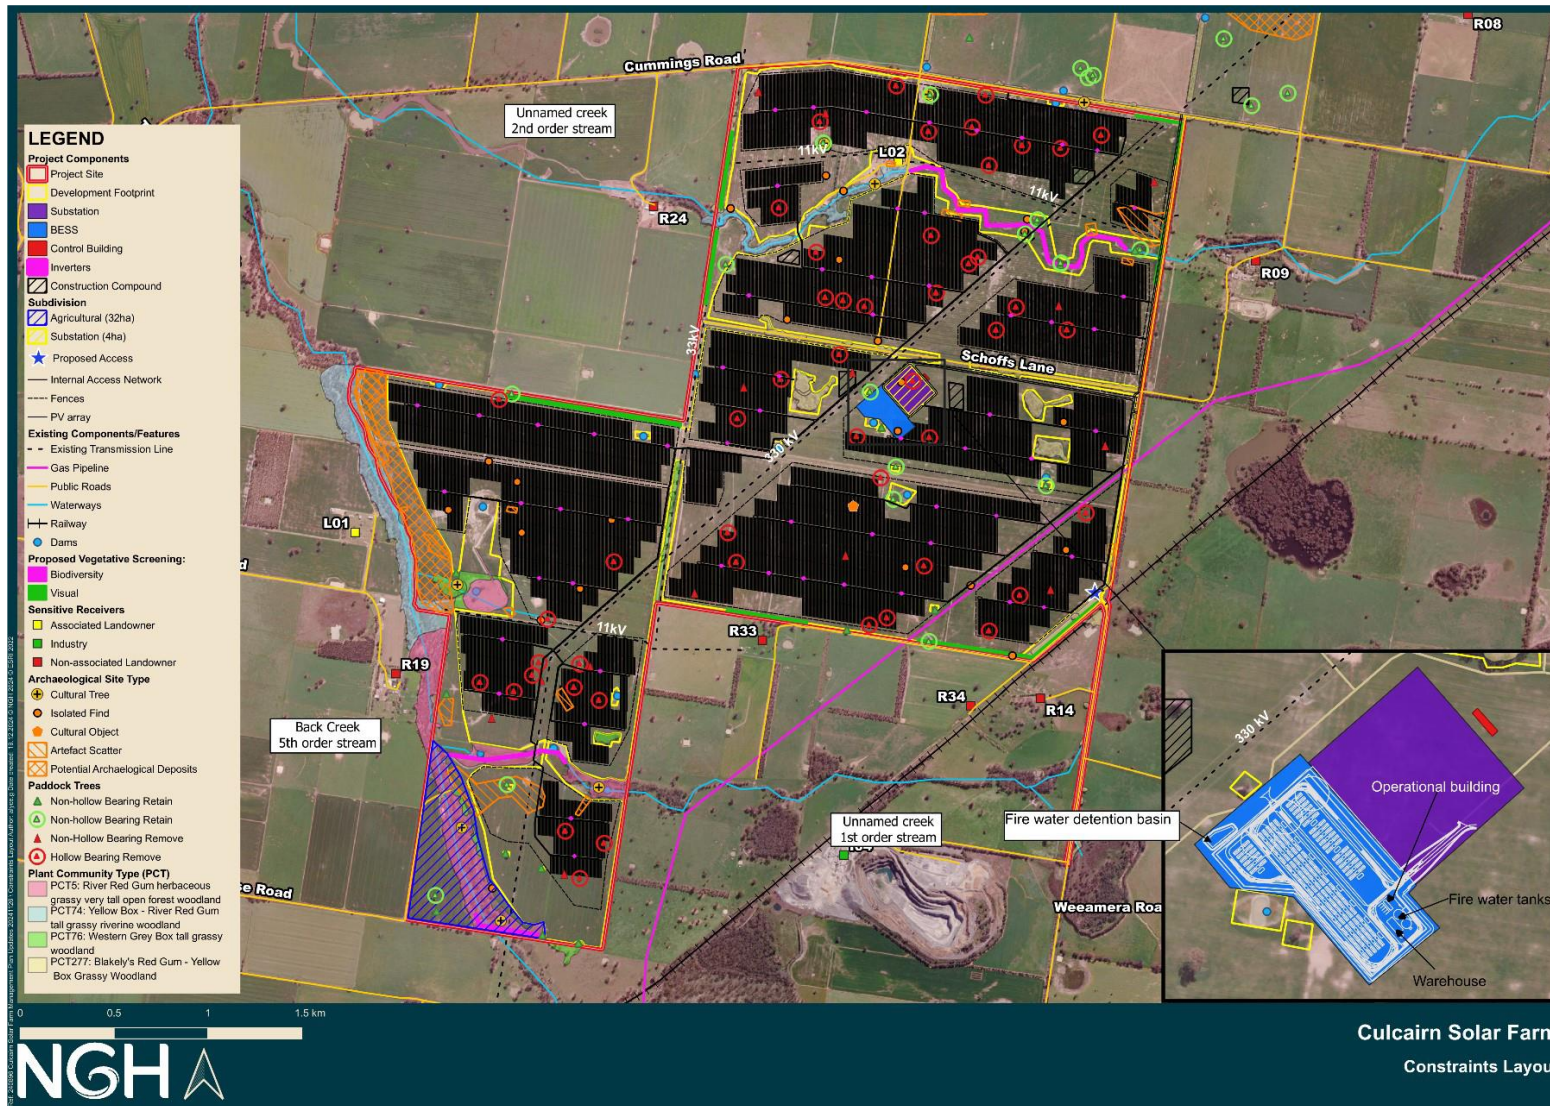 Cummings Road
R08
Unnamed creek
2nd order stream
LEGEND
Project Components
Project Site
Development Footprint
Substation
BESS
Control Building
Inverters
Construction Compound
Subdivision
Agricultural (32ha)
Substation (4ha)
Proposed Access
Internal Access Network
Fences
PV array
Existing Components/Features
Existing Transmission Line
Gas Pipeline
Public Roads
Waterways
Railway
Dams
Proposed Vegetative Screening:
Biodiversity
Visual
Sensitive Receivers
Associated Landowner
Industry
Non-associated Landowner
Archaeological Site Type
Cultural Tree
Isolated Find
Cultural Object
Artefact Scatter
Potential Archaelogical Deposits
Paddock Trees
Non-hollow Bearing Retain
Non-hollow Bearing Retain
Non-Hollow Bearing Remove
Hollow Bearing Remove
Plant Community Type (PCT)
PCT5: River Red Gum herbaceous
grassy very tall open forest woodland
PCT74: Yellow Box - River Red Gum
tall grassy riverine woodland
PCT76: Western Grey Box tall grassy
woodland
PCT277: Blakely's Red Gum - Yellow
Box Grassy Woodland
11kV
L02
11kV
R24
R09
33kV
Schoffs Lane
330 kV
L01
11kV
R33
R19
R34
R14
Back Creek
5th order stream
Unnamed creek
1st order stream
se Road
Weeamera Roa
330 kV
Operational building
Fire water detention basin
Fire water tanks
Warehouse
0 0.5 1 1.5 km
NGH
Culcairn Solar Farm
Constraints Layou